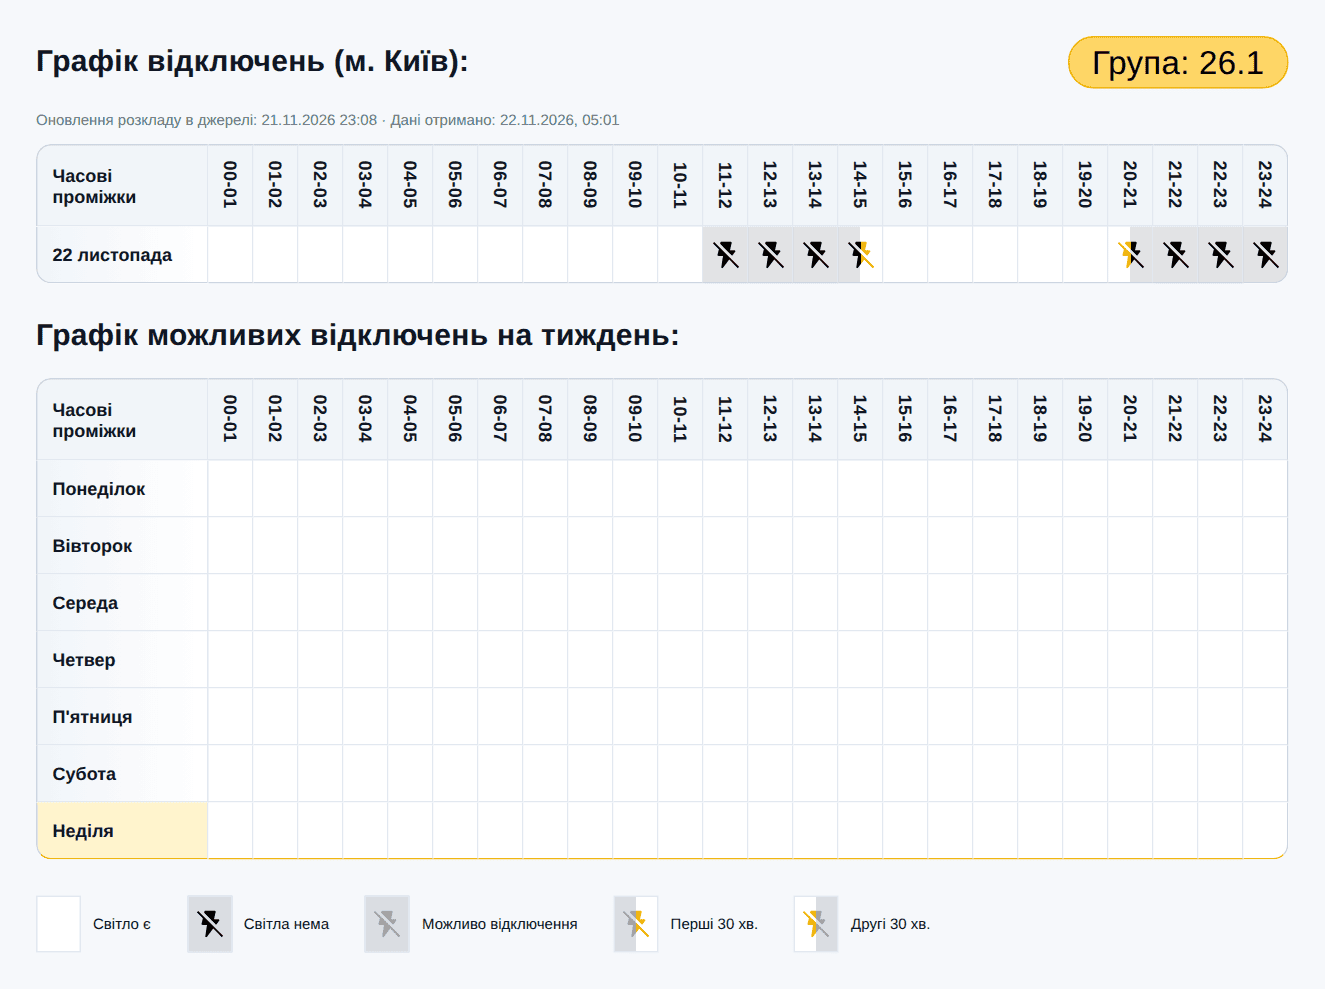 Графік відключень (м. Київ):
Група: 26.1
Оновлення розкладу в джерелі: 21.11.2026 23:08 · Дані отримано: 22.11.2026, 05:01
Часові проміжки 00-01 01-02 02-03 03-04 04-05 05-06 06-07 07-08 08-09 09-10 10-11 11-12 12-13 13-14 14-15 15-16 16-17 17-18 18-19 19-20 20-21 21-22 22-23 23-24
22 листопада
Графік можливих відключень на тиждень:
Часові проміжки 00-01 01-02 02-03 03-04 04-05 05-06 06-07 07-08 08-09 09-10 10-11 11-12 12-13 13-14 14-15 15-16 16-17 17-18 18-19 19-20 20-21 21-22 22-23 23-24
Понеділок
Вівторок
Середа
Четвер
П'ятниця
Субота
Неділя
Світло є Світла нема Можливо відключення Перші 30 хв. Другі 30 хв.